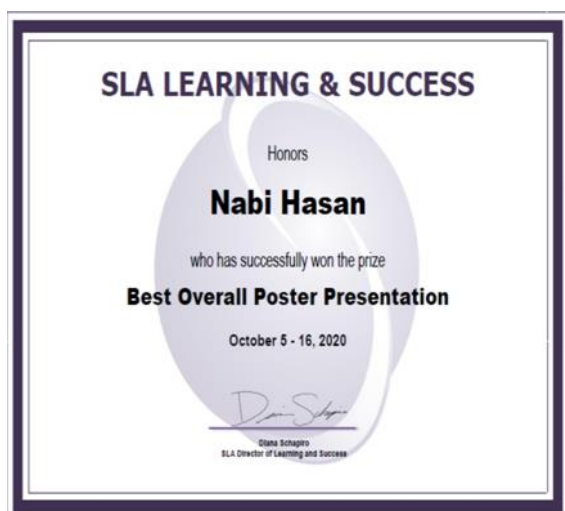 SLA LEARNING & SUCCESS
Honors
Nabi Hasan
who has successfully won the prize
Best Overall Poster Presentation
October 5 - 16, 2020
Diana Schapiro
SLA Director of Learning and Success